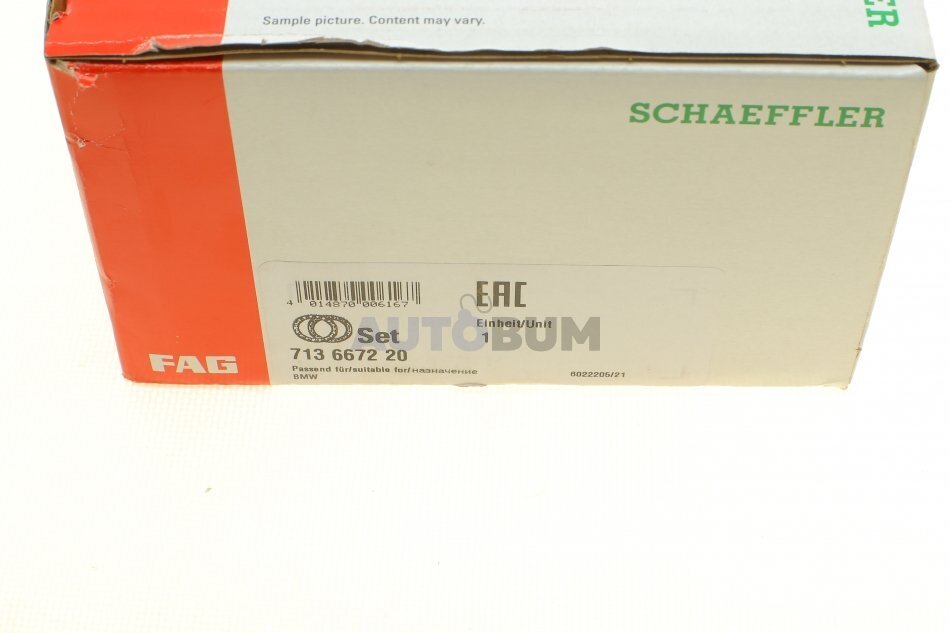 Sample picture. Content may vary.
ER
SCHAEFFLER
4 014870 006167
EAC
Einheit/Unit
1
Set
AUTOBUM
713 6672 20
Passend für/suitable for/назначение
BMW
6022205/21
FAG